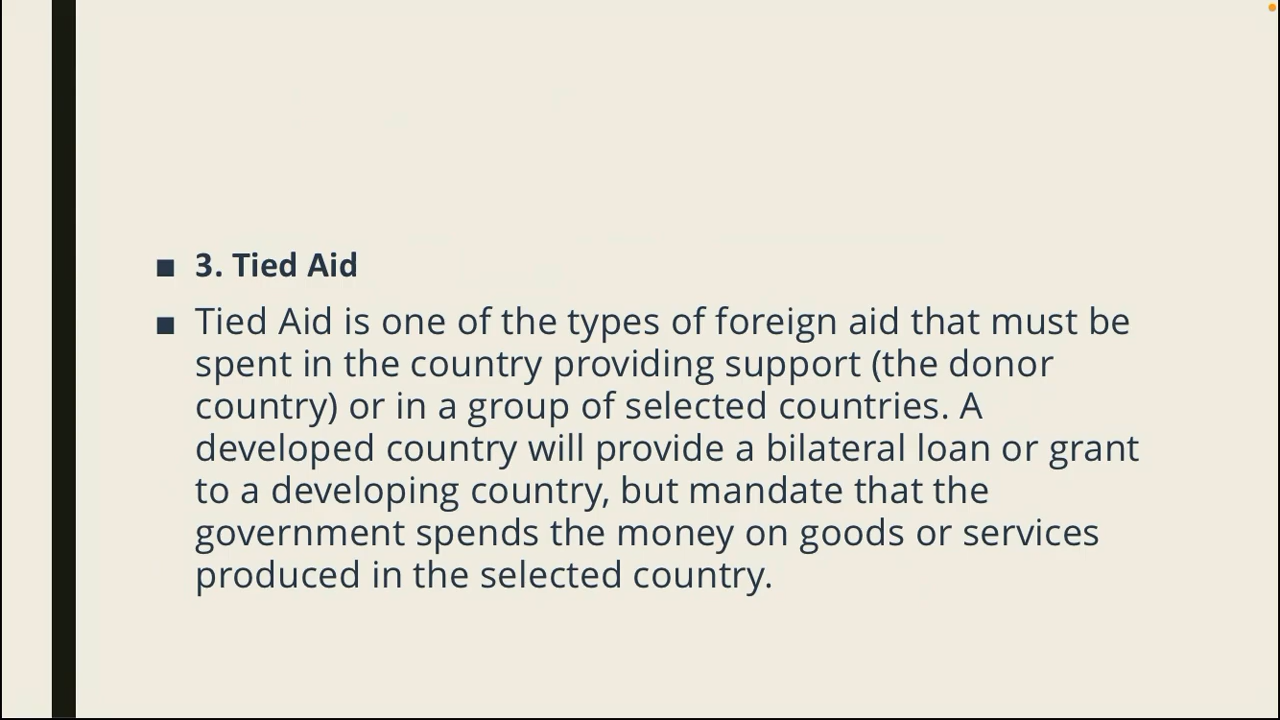 ■ 3. Tied Aid
■ Tied Aid is one of the types of foreign aid that must be
spent in the country providing support (the donor
country) or in a group of selected countries. A
developed country will provide a bilateral loan or grant
to a developing country, but mandate that the
government spends the money on goods or services
produced in the selected country.